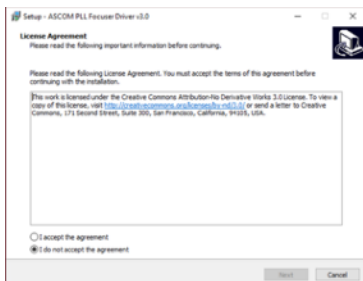 Setup - ASCOM PLL Focuser Driver v3.0
License Agreement
Please read the following important information before continuing.
Please read the following License Agreement. You must accept the terms of this agreement before
continuing with the installation.
This work is licensed under the Creative Commons Attribution-No Derivative Works 3.0 License. To view a
copy of this license, visit http://creativecommons.org/licenses/by-nd/3.0/ or send a letter to Creative
Commons, 171 Second Street, Suite 300, San Francisco, California, 94105, USA.
I accept the agreement
I do not accept the agreement
Next
Cancel